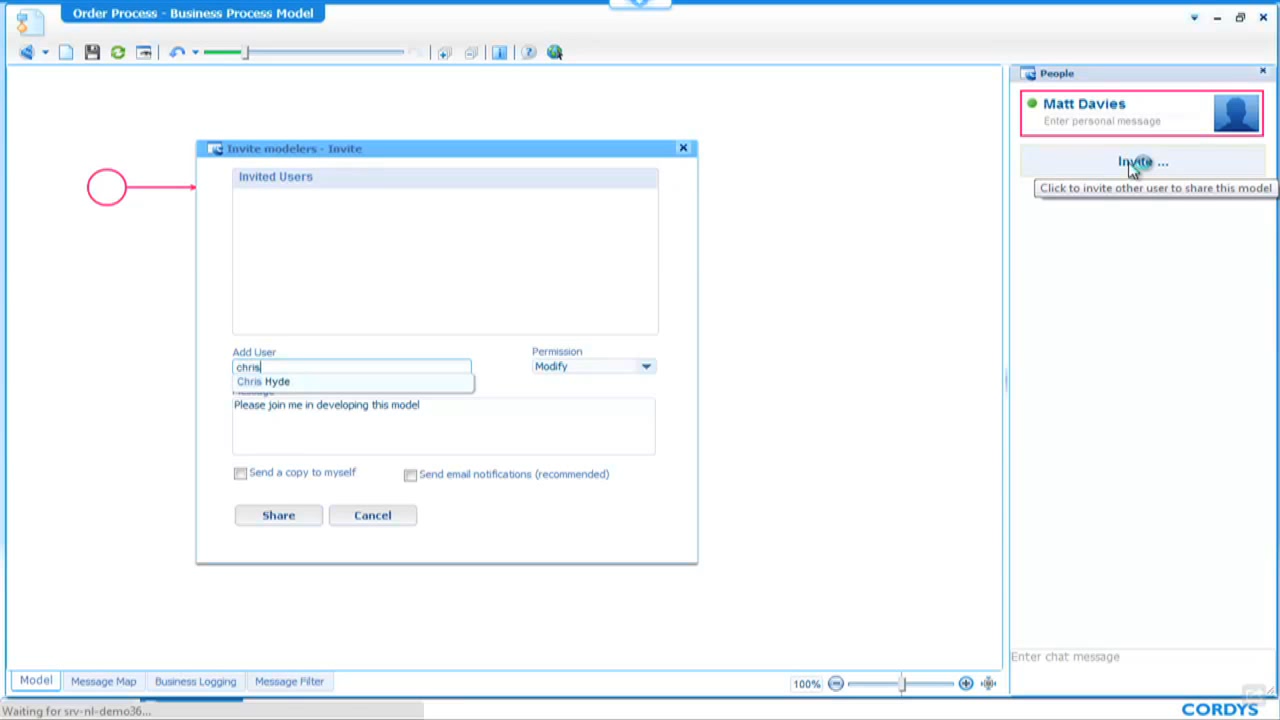 Order Process - Business Process Model
People
Matt Davies
Enter personal message
Invite ...
Click to invite other user to share this model
Invite modelers - Invite
Invited Users
Add User
Permission
chris
Modify
Chris Hyde
Message
Please join me in developing this model
Send a copy to myself
Send email notifications (recommended)
Share
Cancel
Enter chat message
Model
Message Map
Business Logging
Message Filter
100%
Waiting for srv-nl-demo36...
CORDYS